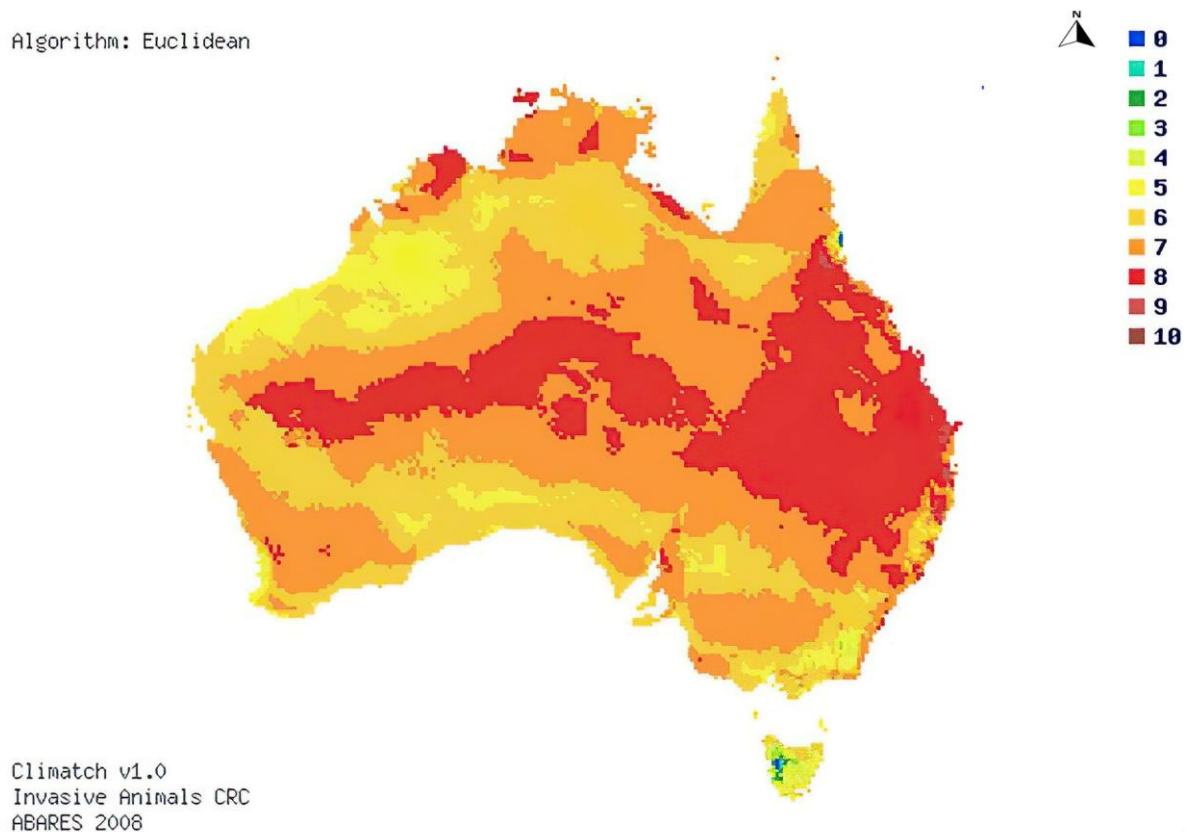 Algorithm: Euclidean
N
0
1
2
3
4
5
6
7
8
9
10
Climatch v1.0
Invasive Animals CRC
ABARES 2008